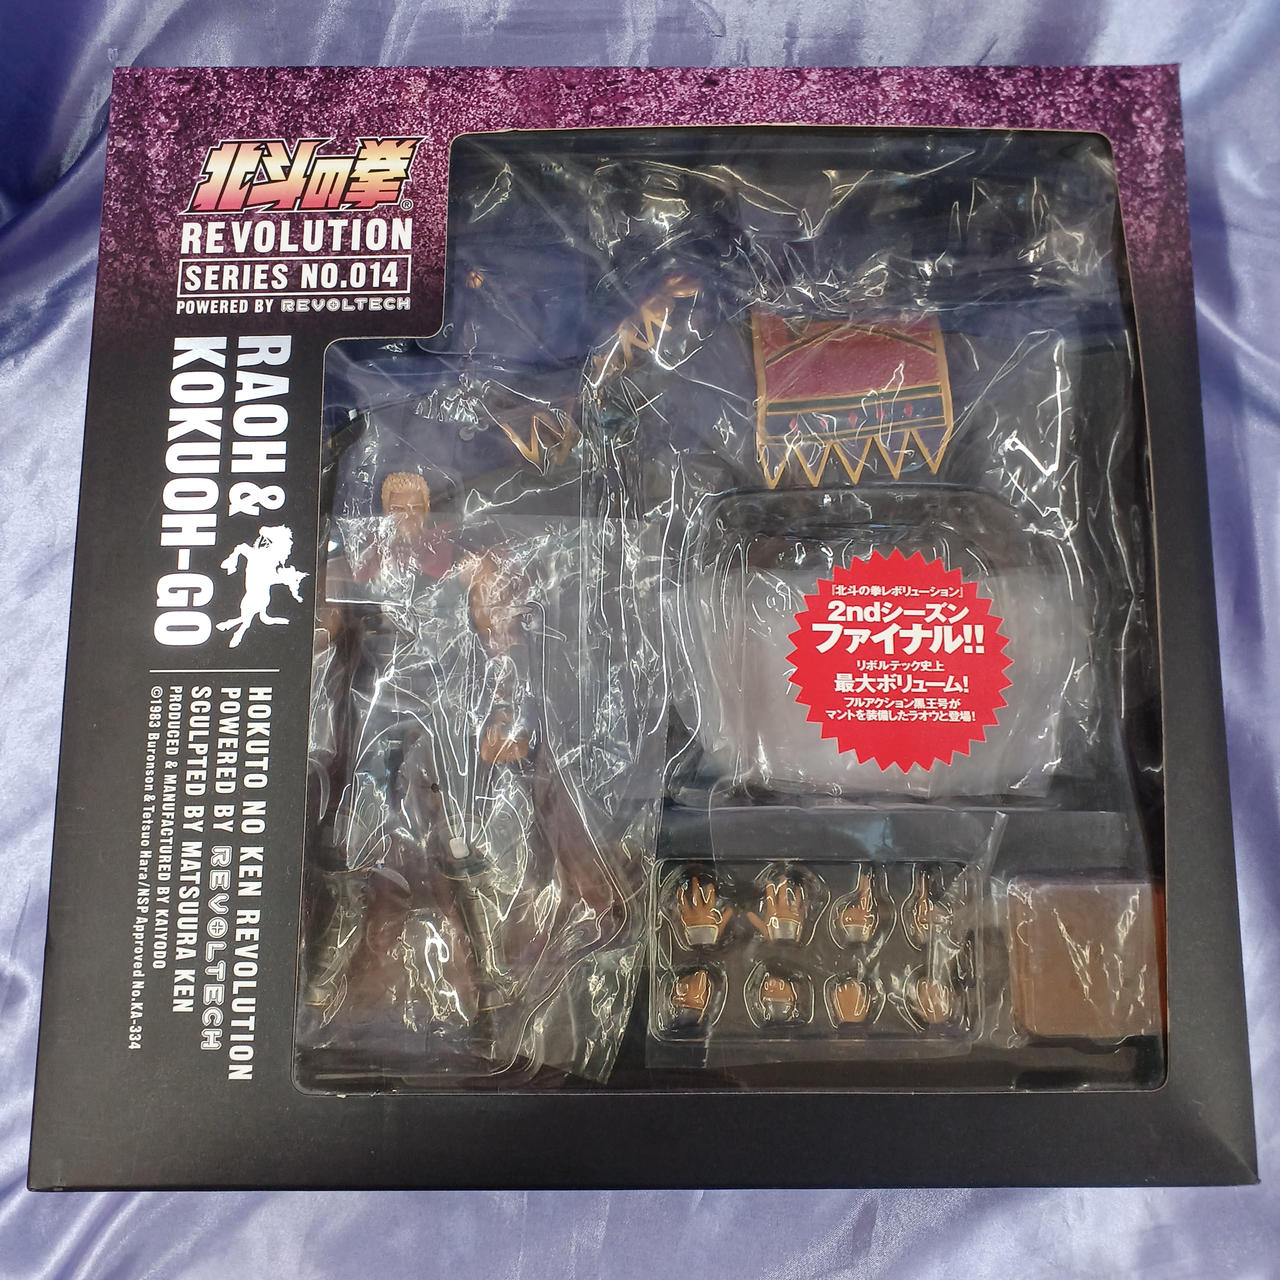 北斗の拳®
REVOLUTION
SERIES NO.014
POWERED BY REVOLTECH
RAOH &
KOKUOH-GO
HOKUTO NO KEN REVOLUTION
POWERED BY REVOLTECH
SCULPTED BY MATSUURA KEN
PRODUCED & MANUFACTURED BY KAIYODO
©1983 Buronson & Tetsuo Hara/NSP Approved No.KA-334
『北斗の拳レボリューション』
2ndシーズン
ファイナル!!
リボルテック史上
最大ボリューム!
フルアクション黒王号が
マントを装備したラオウと登場!